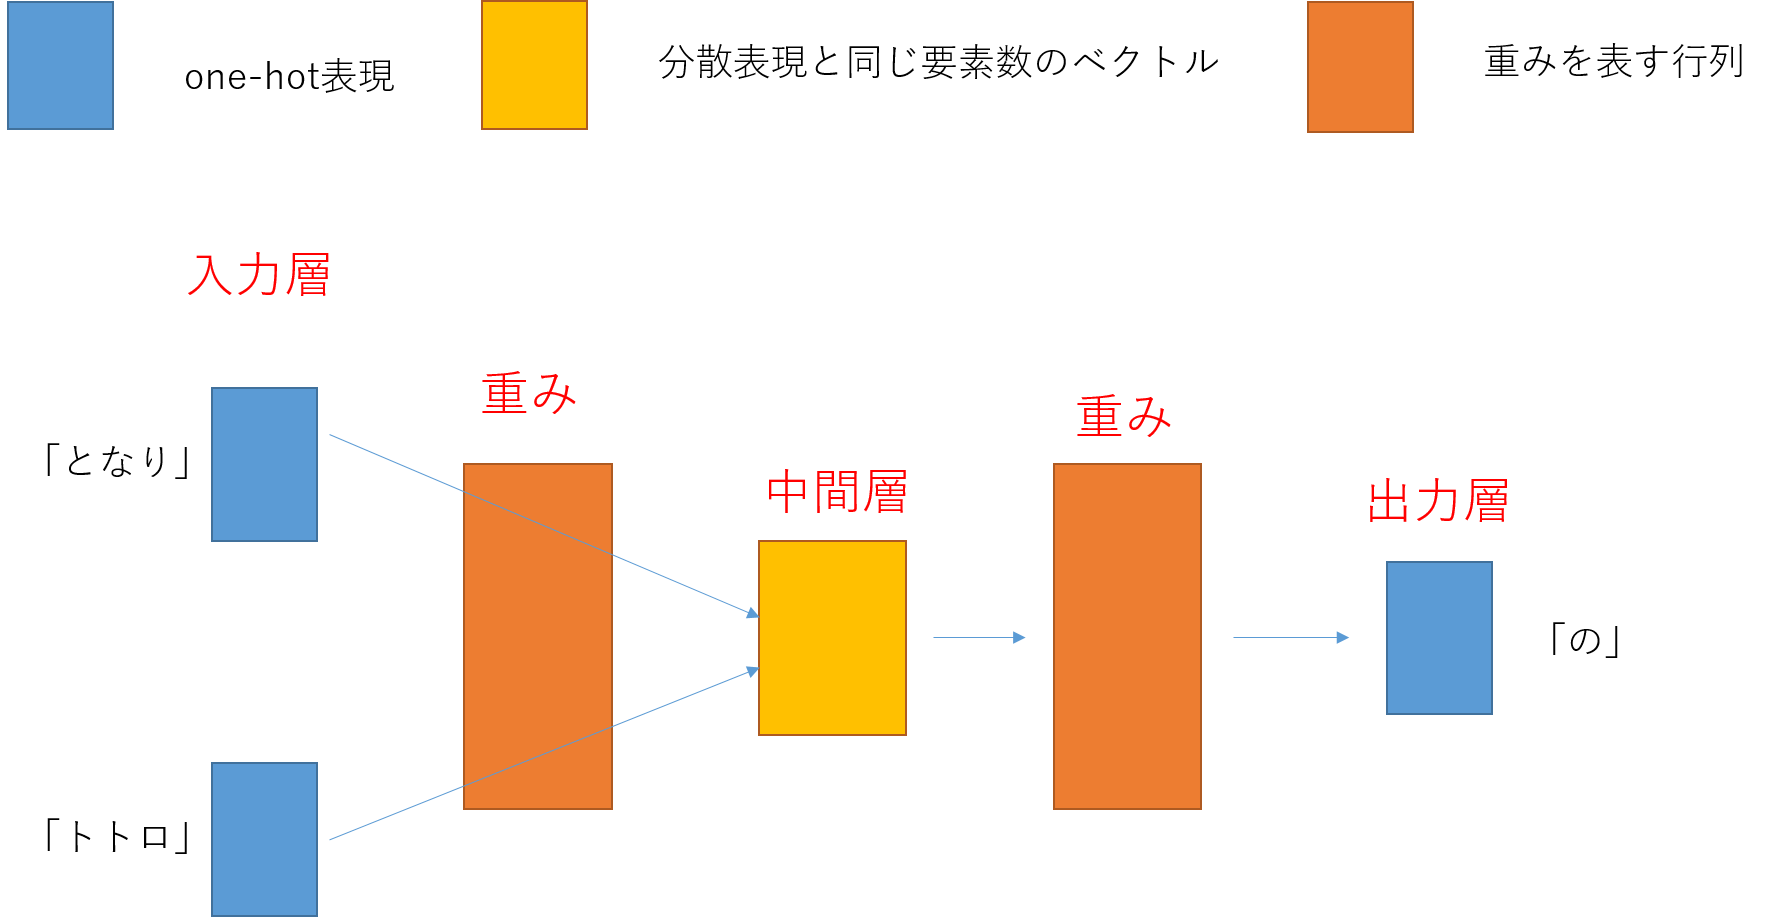 one-hot表現
分散表現と同じ要素数のベクトル
重みを表す行列
入力層
重み
重み
中間層
出力層
「となり」
「の」
「トトロ」